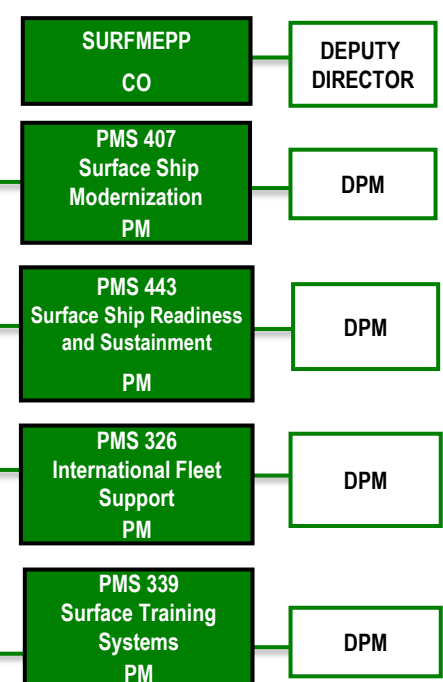 SURFMEPP
CO
DEPUTY
DIRECTOR
PMS 407
Surface Ship
Modernization
PM
DPM
PMS 443
Surface Ship Readiness
and Sustainment
PM
DPM
PMS 326
International Fleet
Support
PM
DPM
PMS 339
Surface Training
Systems
PM
DPM